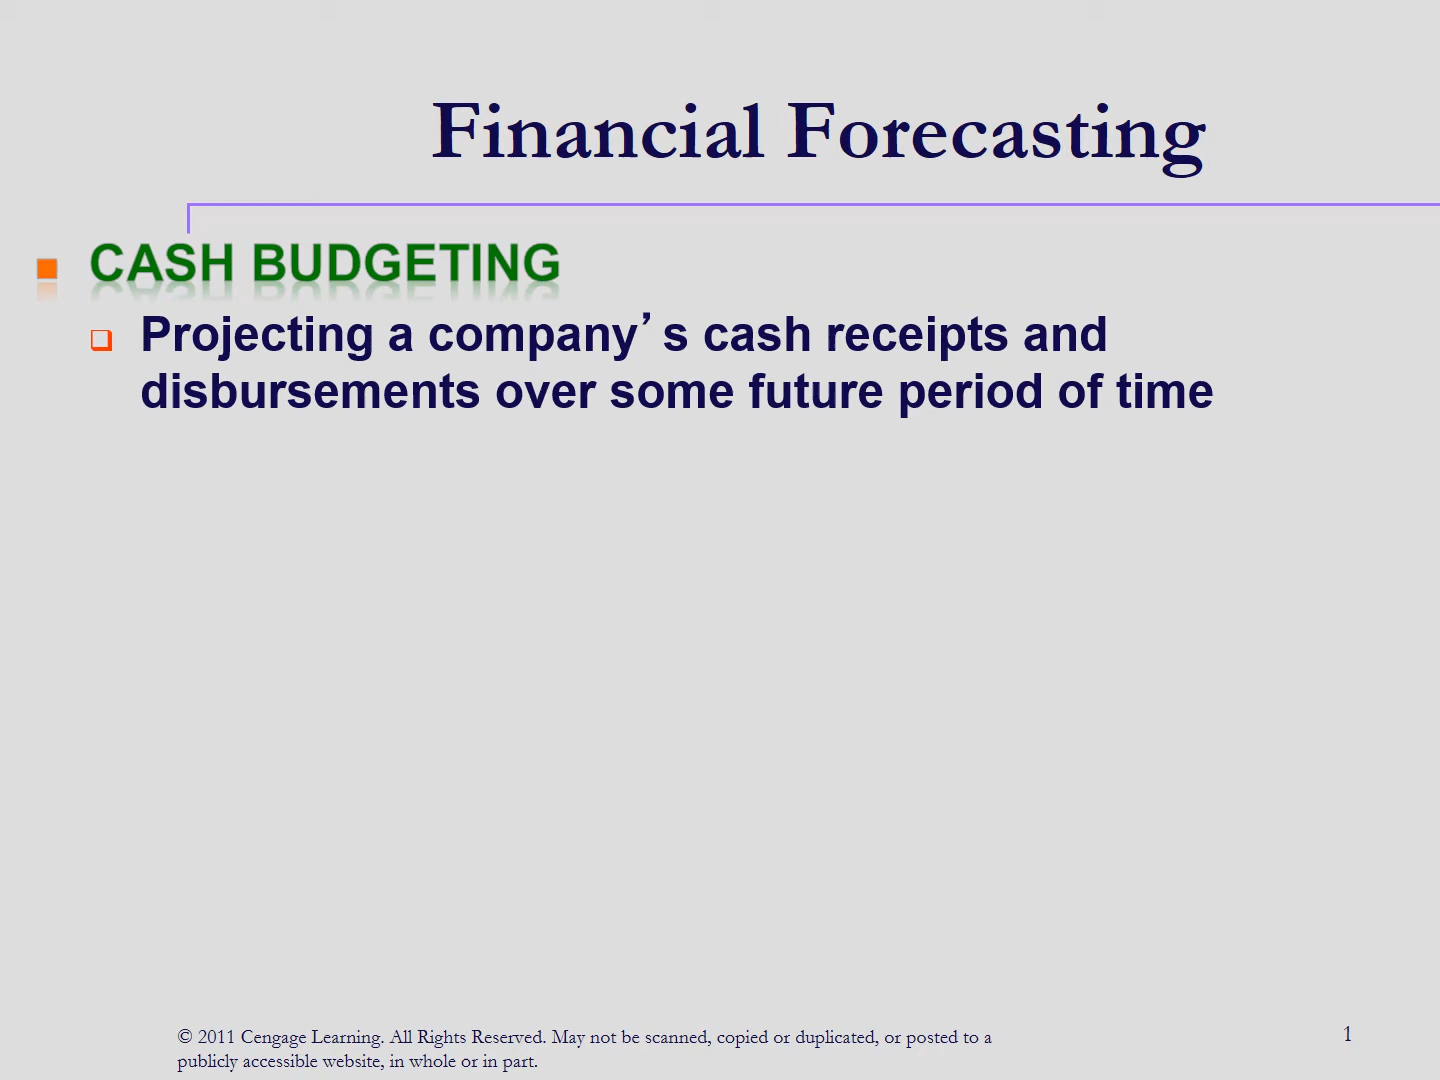 Financial Forecasting
CASH BUDGETING
Projecting a company’s cash receipts and
disbursements over some future period of time
© 2011 Cengage Learning. All Rights Reserved. May not be scanned, copied or duplicated, or posted to a
publicly accessible website, in whole or in part.
1